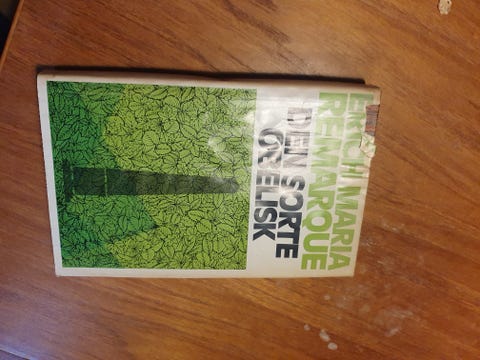 ERICH MARIA
REMARQUE
DEN SORTE
OBELISK